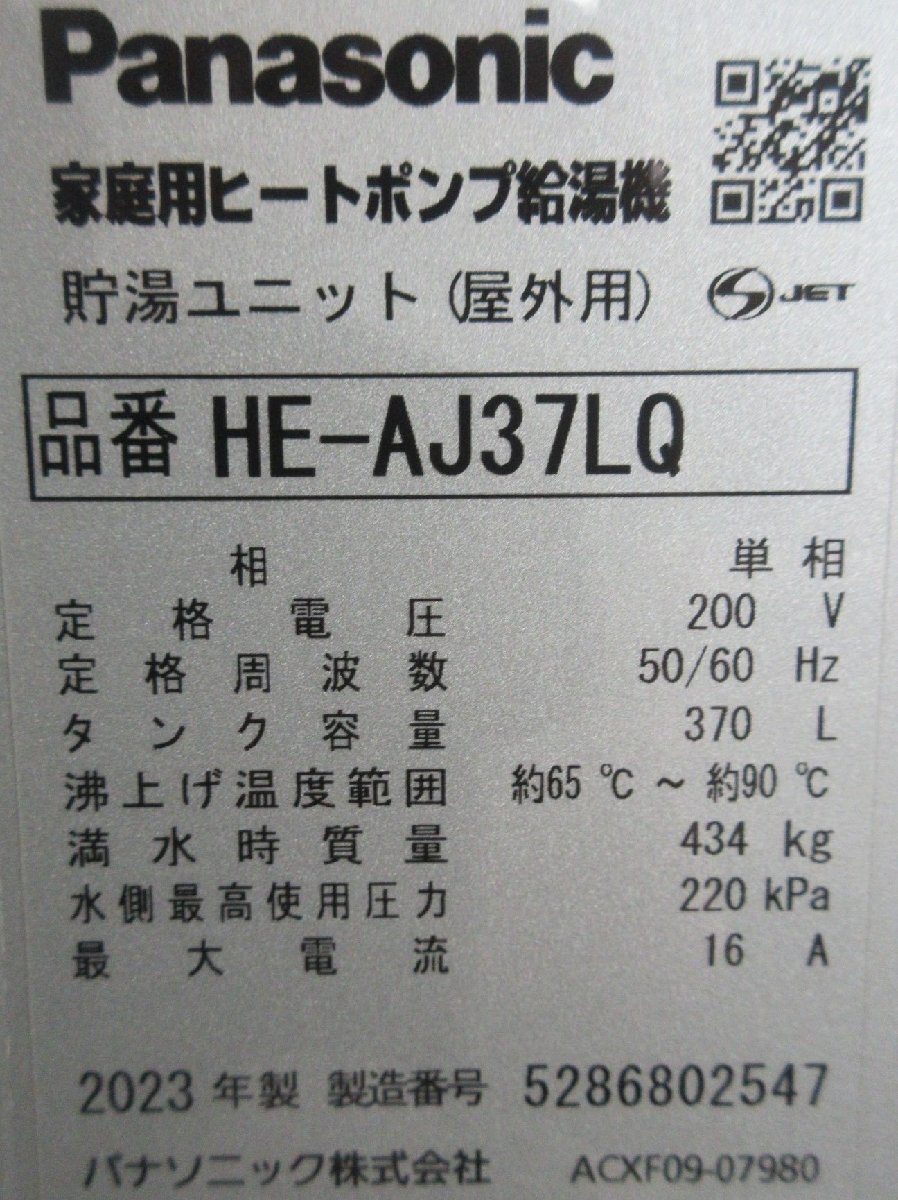 Panasonic
家庭用ヒートポンプ給湯機
貯湯ユニット(屋外用)
S JET
品番 HE-AJ37LQ
相 単相
定格電圧 200 V
定格周波数 50/60 Hz
タンク容量 370 L
沸上げ温度範囲 約65 ℃ ~ 約90 ℃
満水時質量 434 kg
水側最高使用圧力 220 kPa
最大電流 16 A
2023 年製 製造番号 5286802547
パナソニック株式会社 ACXF09-07980